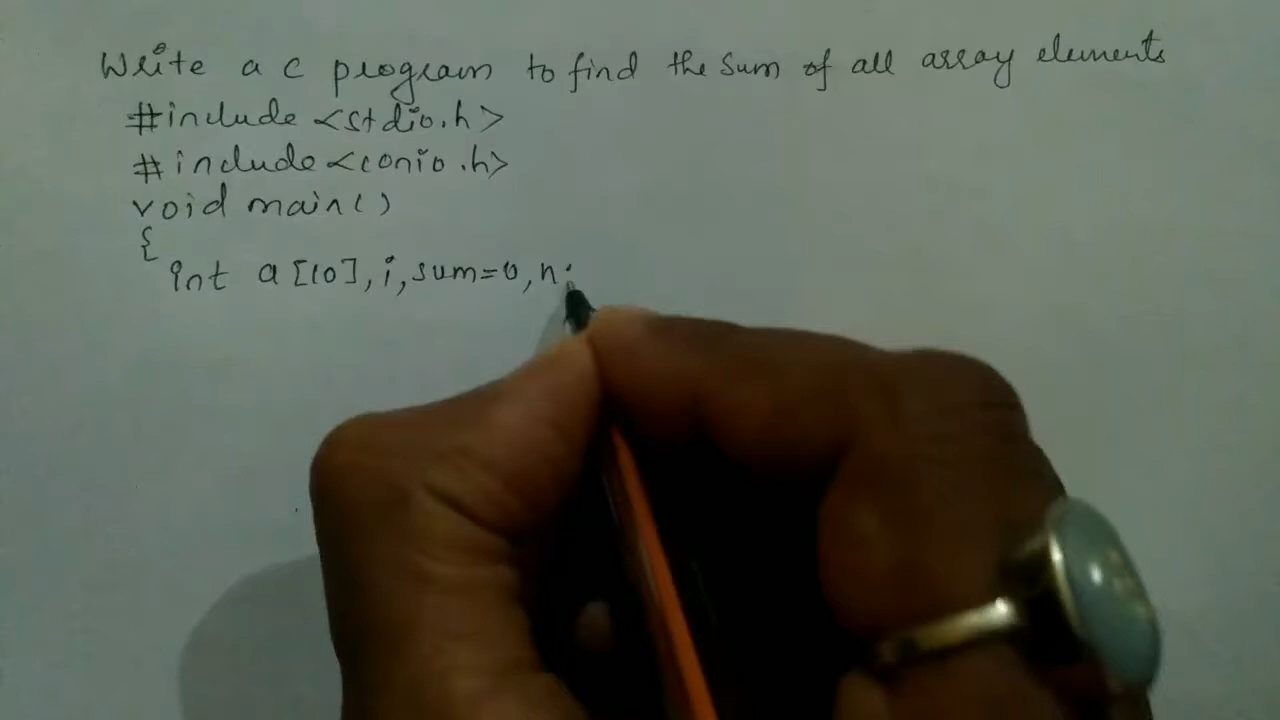 Write a c program to find the sum of all array elements
#include <stdio.h>
#include <conio.h>
void main()
{
int a[10],i,sum=0,n;